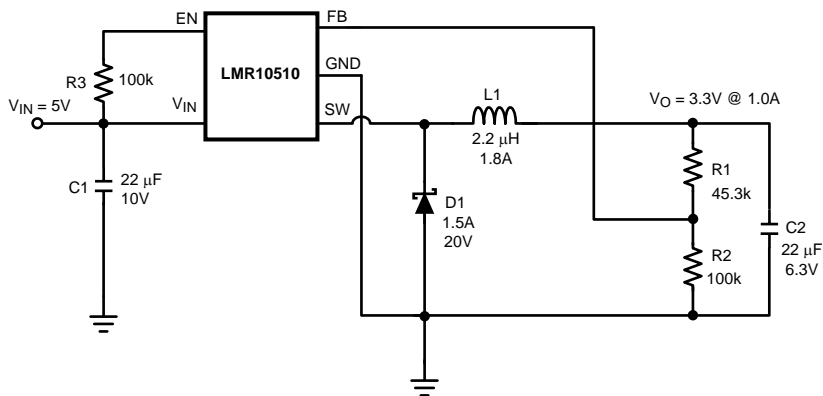 EN
FB
LMR10510
GND
R3
100k
V_IN = 5V
V_IN
SW
L1
V_O = 3.3V @ 1.0A
2.2 μH
1.8A
R1
45.3k
C1
22 μF
10V
D1
1.5A
20V
C2
22 μF
6.3V
R2
100k